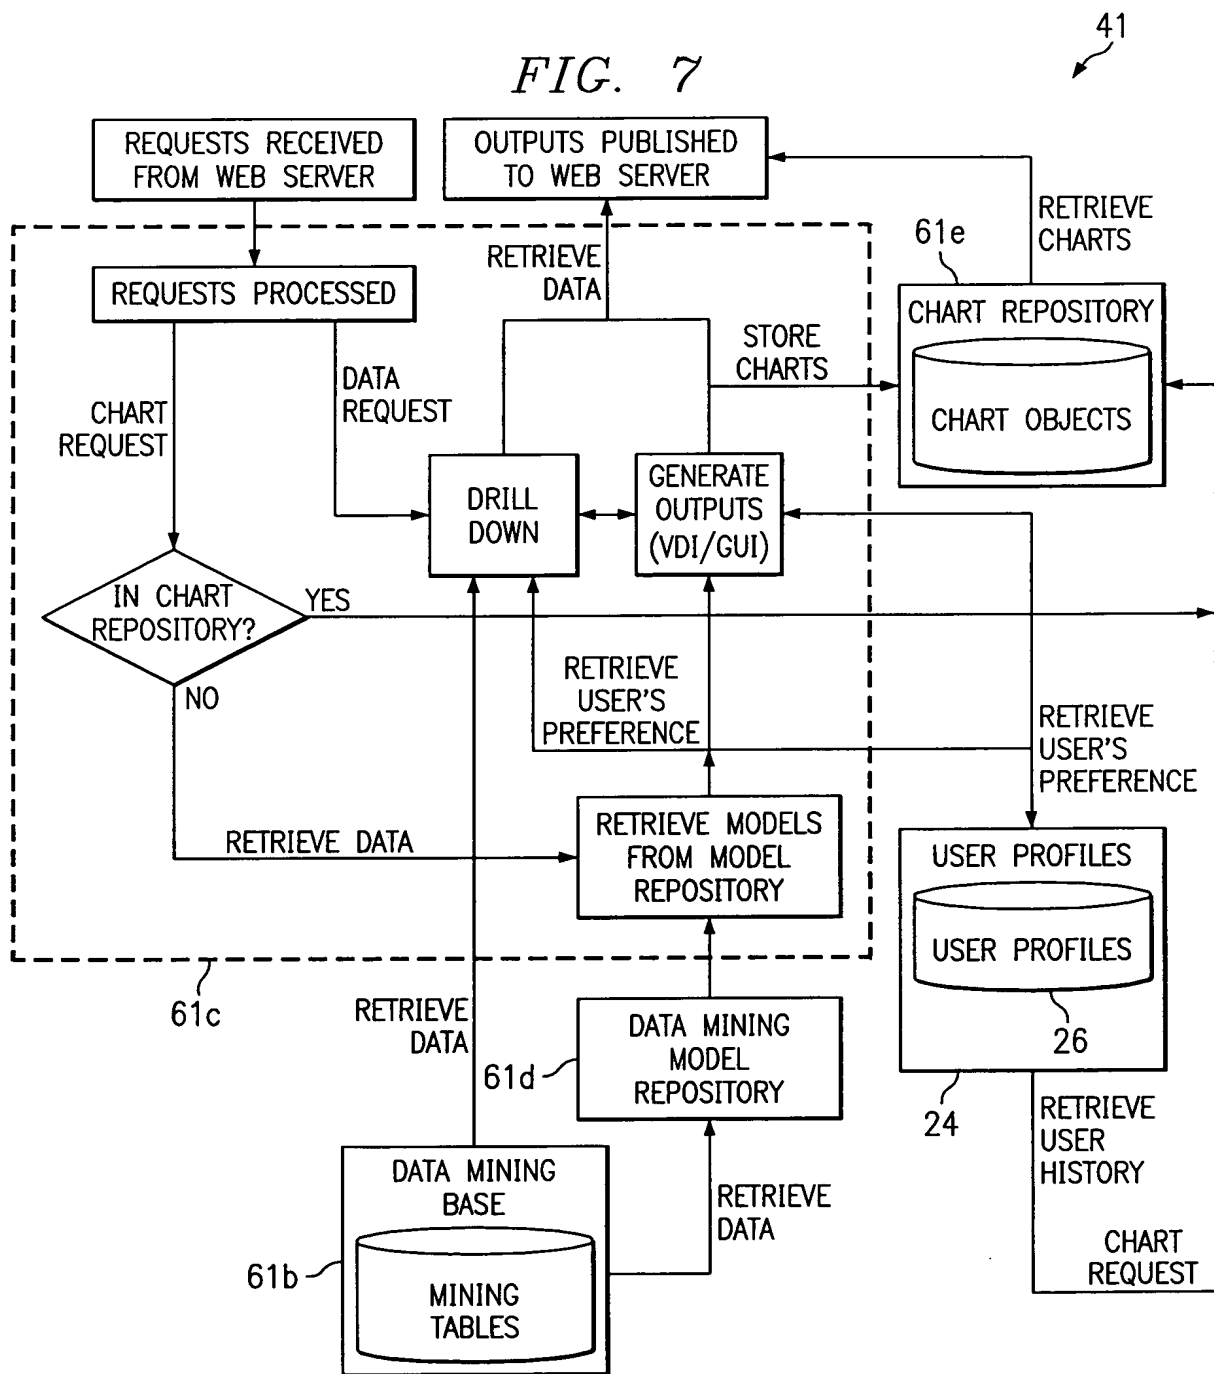 41
FIG. 7
REQUESTS RECEIVED
FROM WEB SERVER
OUTPUTS PUBLISHED
TO WEB SERVER
RETRIEVE
CHARTS
61e
RETRIEVE
DATA
REQUESTS PROCESSED
CHART REPOSITORY
CHART OBJECTS
STORE
CHARTS
DATA
REQUEST
CHART
REQUEST
DRILL
DOWN
GENERATE
OUTPUTS
(VDI/GUI)
IN CHART
REPOSITORY?
YES
NO
RETRIEVE
USER'S
PREFERENCE
RETRIEVE
USER'S
PREFERENCE
RETRIEVE DATA
RETRIEVE MODELS
FROM MODEL
REPOSITORY
USER PROFILES
USER PROFILES
26
61c
RETRIEVE
DATA
61d
DATA MINING
MODEL
REPOSITORY
24
RETRIEVE
USER
HISTORY
DATA MINING
BASE
RETRIEVE
DATA
61b
MINING
TABLES
CHART
REQUEST